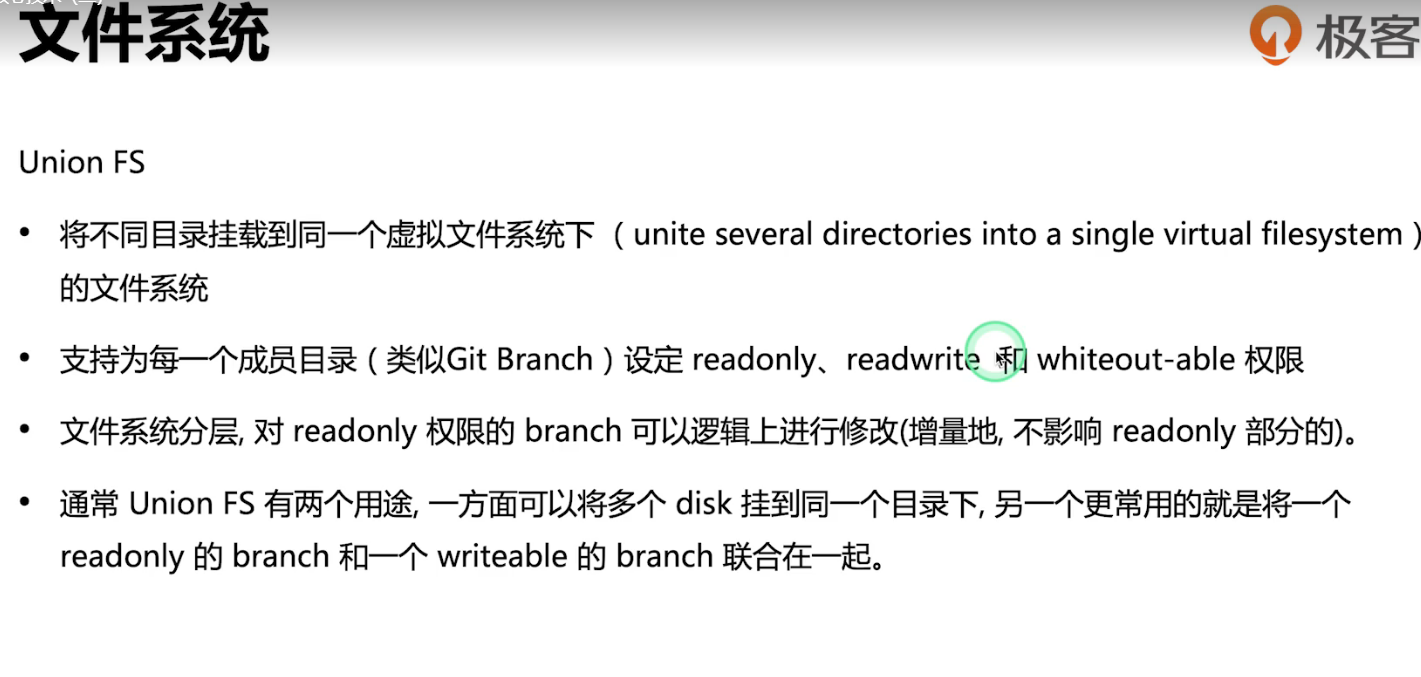 文件系统
极客
Union FS
• 将不同目录挂载到同一个虚拟文件系统下 （unite several directories into a single virtual filesystem）
的文件系统
• 支持为每一个成员目录（类似Git Branch）设定 readonly、readwrite 和 whiteout-able 权限
• 文件系统分层, 对 readonly 权限的 branch 可以逻辑上进行修改(增量地, 不影响 readonly 部分的)。
• 通常 Union FS 有两个用途, 一方面可以将多个 disk 挂到同一个目录下, 另一个更常用的就是将一个
readonly 的 branch 和一个 writeable 的 branch 联合在一起。